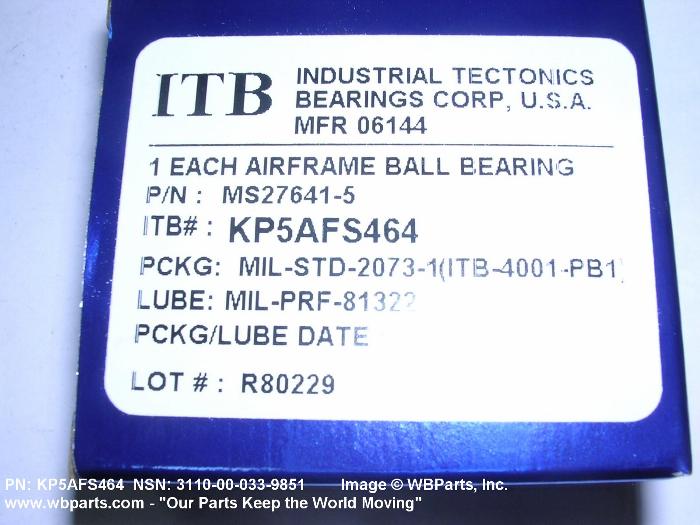 ITB
INDUSTRIAL TECTONICS
BEARINGS CORP, U.S.A.
MFR 06144
1 EACH AIRFRAME BALL BEARING
P/N : MS27641-5
ITB# : KP5AFS464
PCKG: MIL-STD-2073-1(ITB-4001-PB1)
LUBE: MIL-PRF-81322
PCKG/LUBE DATE
LOT # : R80229
PN: KP5AFS464 NSN: 3110-00-033-9851 Image © WBParts, Inc.
www.wbparts.com - "Our Parts Keep the World Moving"